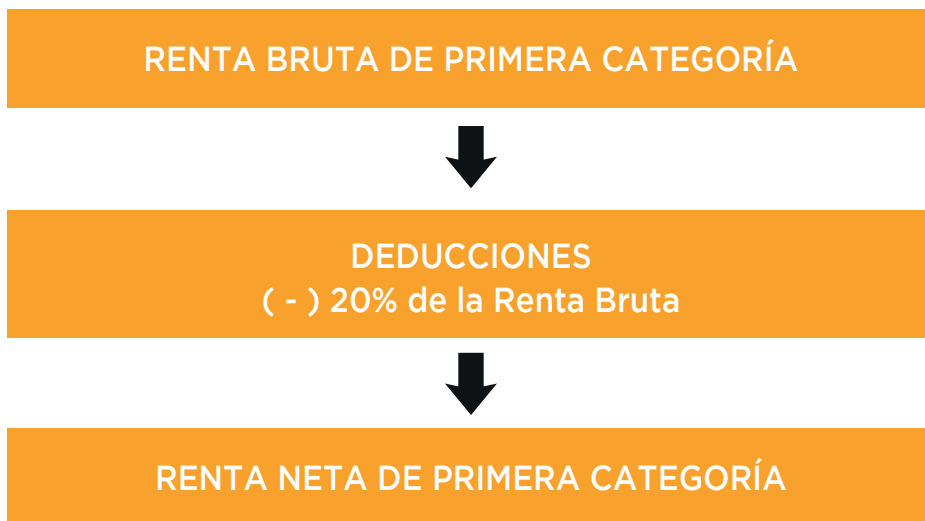 RENTA BRUTA DE PRIMERA CATEGORÍA
DEDUCCIONES
( - ) 20% de la Renta Bruta
RENTA NETA DE PRIMERA CATEGORÍA